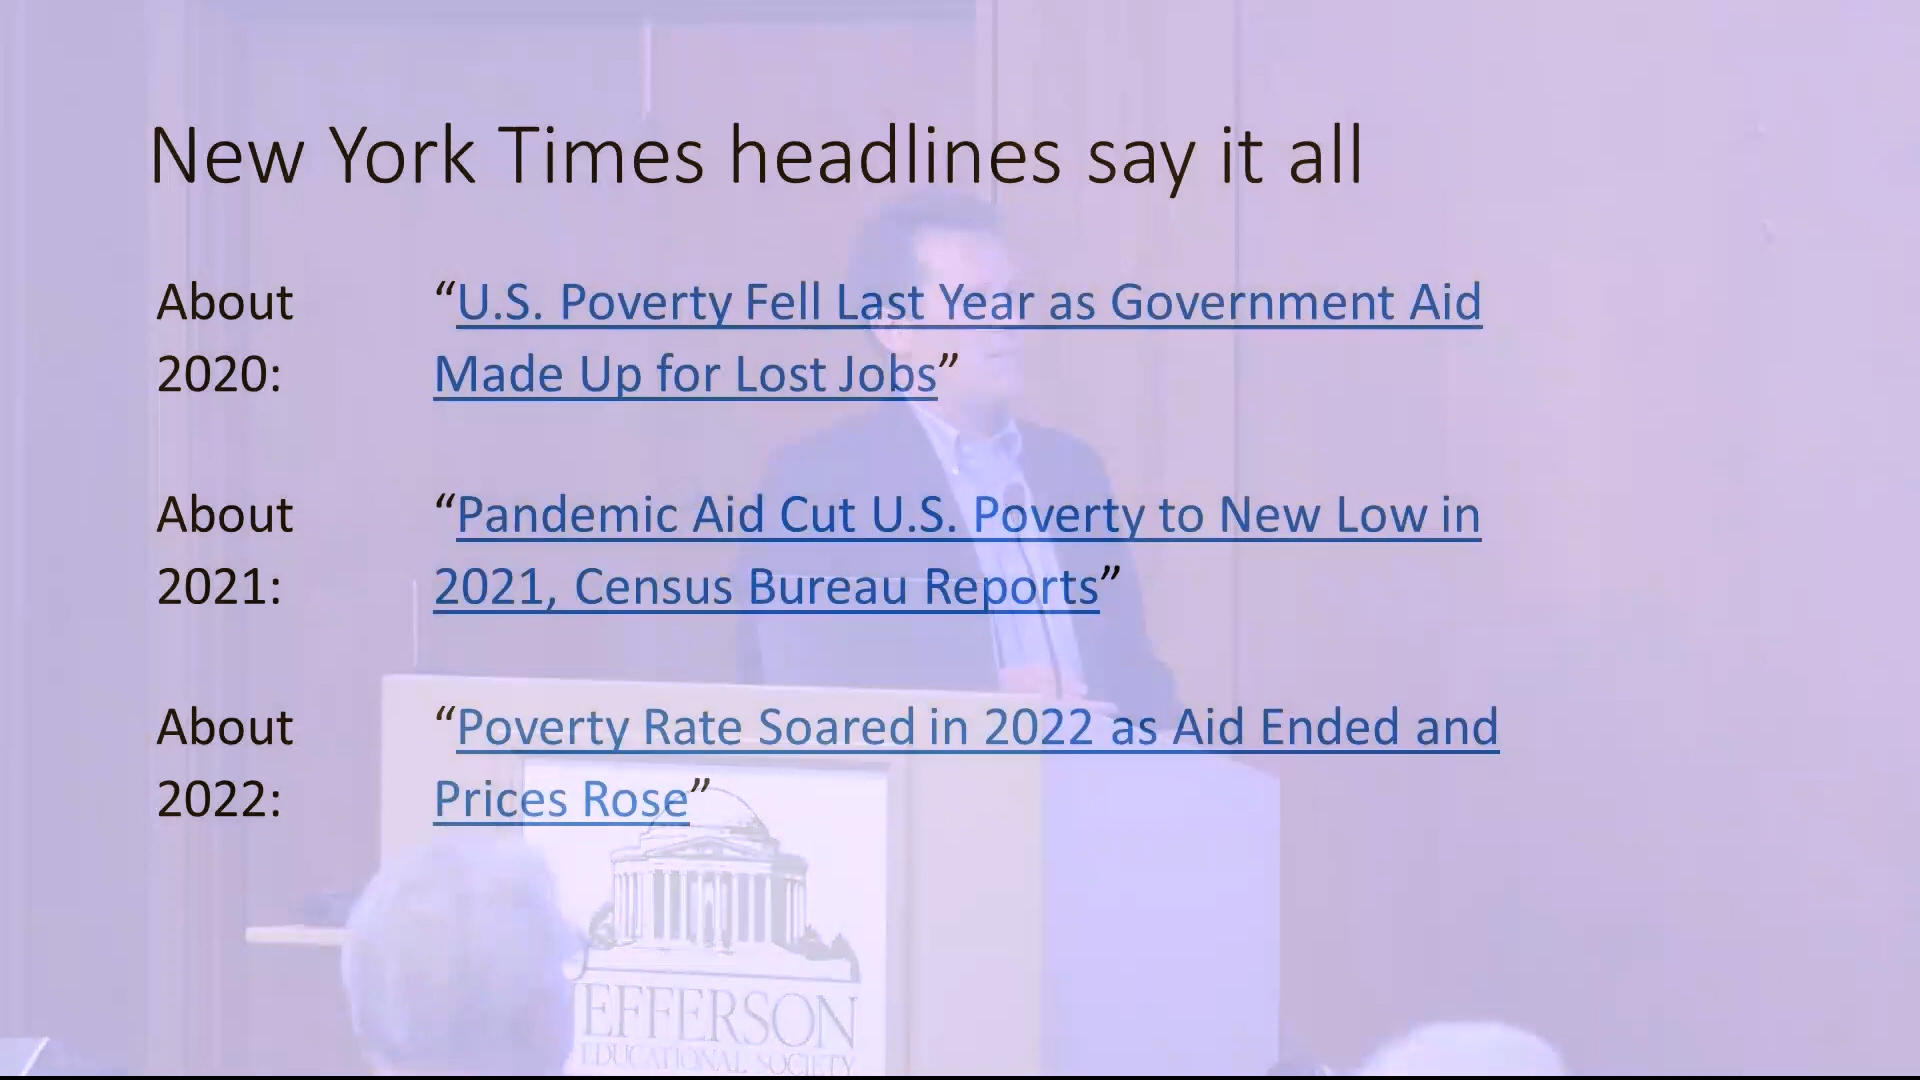 New York Times headlines say it all
About 2020:
“U.S. Poverty Fell Last Year as Government Aid
Made Up for Lost Jobs”
About 2021:
“Pandemic Aid Cut U.S. Poverty to New Low in
2021, Census Bureau Reports”
About 2022:
“Poverty Rate Soared in 2022 as Aid Ended and
Prices Rose”
JEFFERSON
EDUCATIONAL SOCIETY